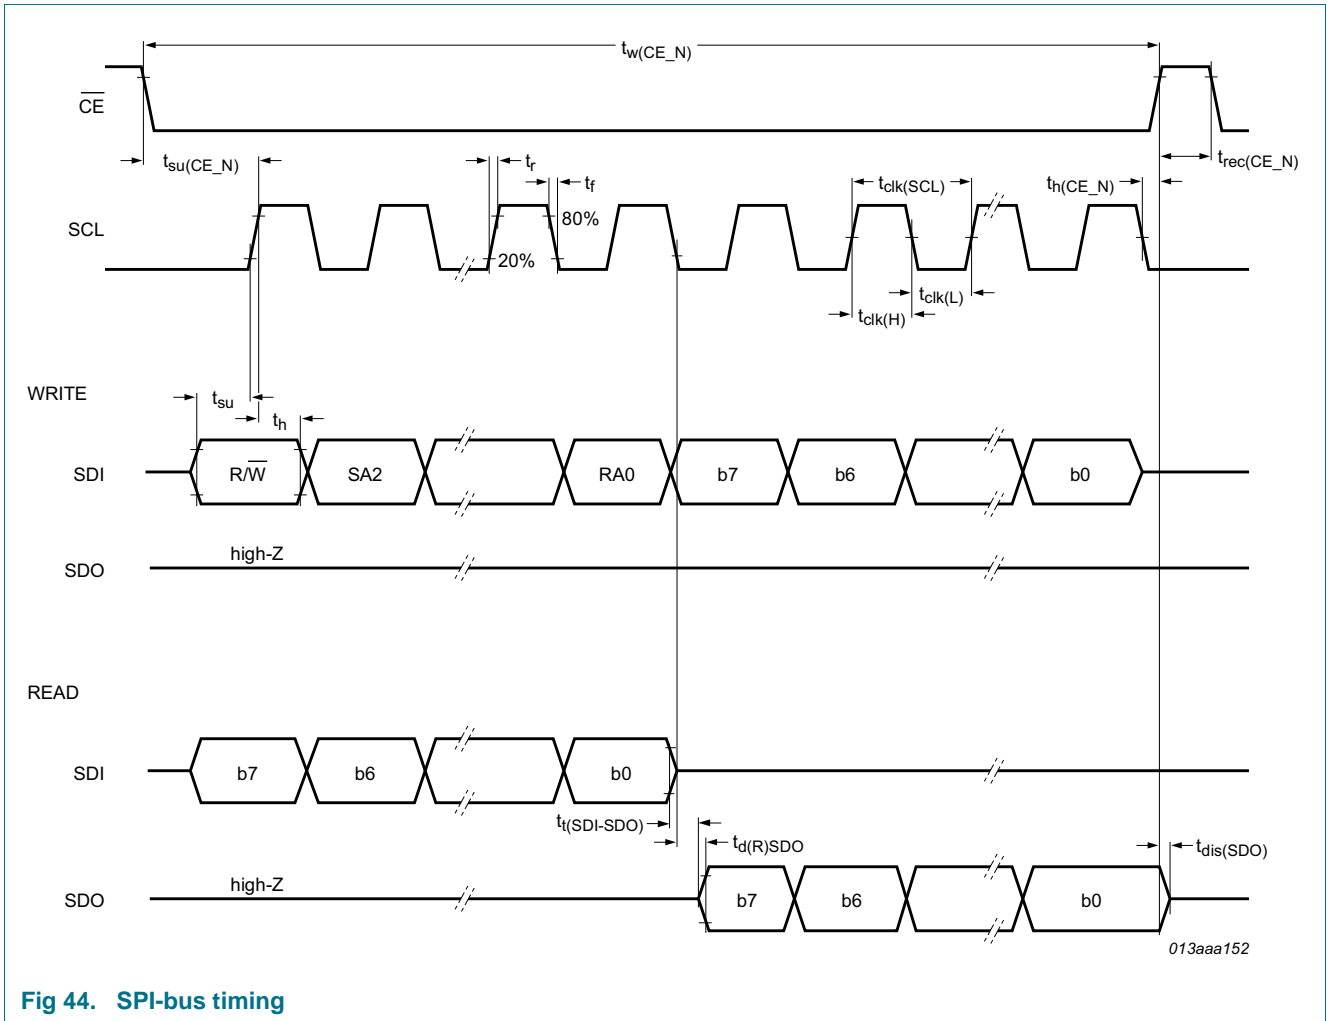 tw(CE_N)
CE
tsu(CE_N)
tr
trec(CE_N)
tf
tclk(SCL)
th(CE_N)
SCL
80%
20%
tclk(L)
tclk(H)
WRITE
tsu
th
SDI R/W SA2 RA0 b7 b6 b0
high-Z
SDO
READ
SDI b7 b6 b0
tt(SDI-SDO)
td(R)SDO
tdis(SDO)
high-Z
SDO b7 b6 b0
013aaa152
Fig 44. SPI-bus timing